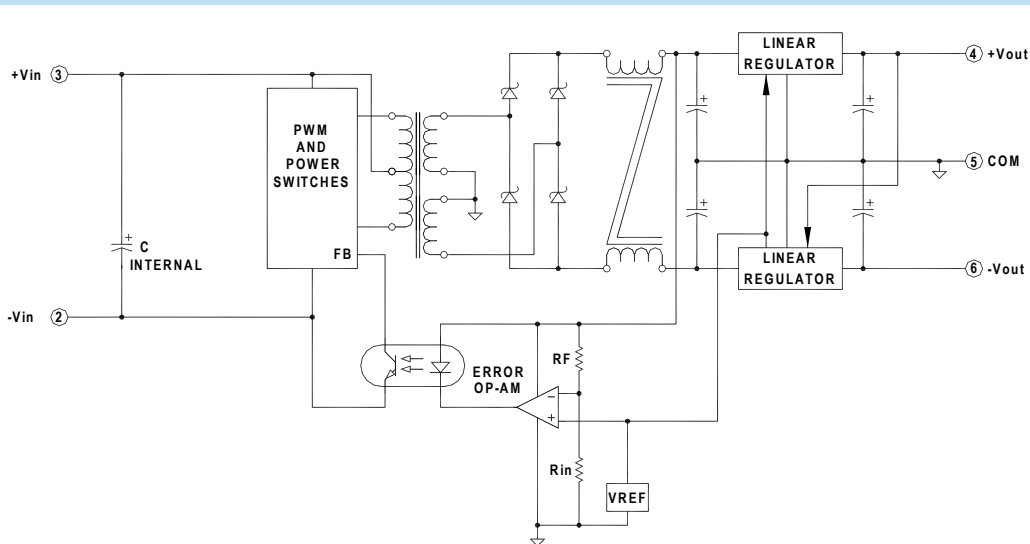 LINEAR
REGULATOR
4 +Vout
+Vin 3
+
+
PWM
AND
POWER
SWITCHES
5 COM
+
+
+
C
INTERNAL
FB
LINEAR
REGULATOR
6 -Vout
-Vin 2
RF
ERROR
OP-AM
−
+
Rin
VREF